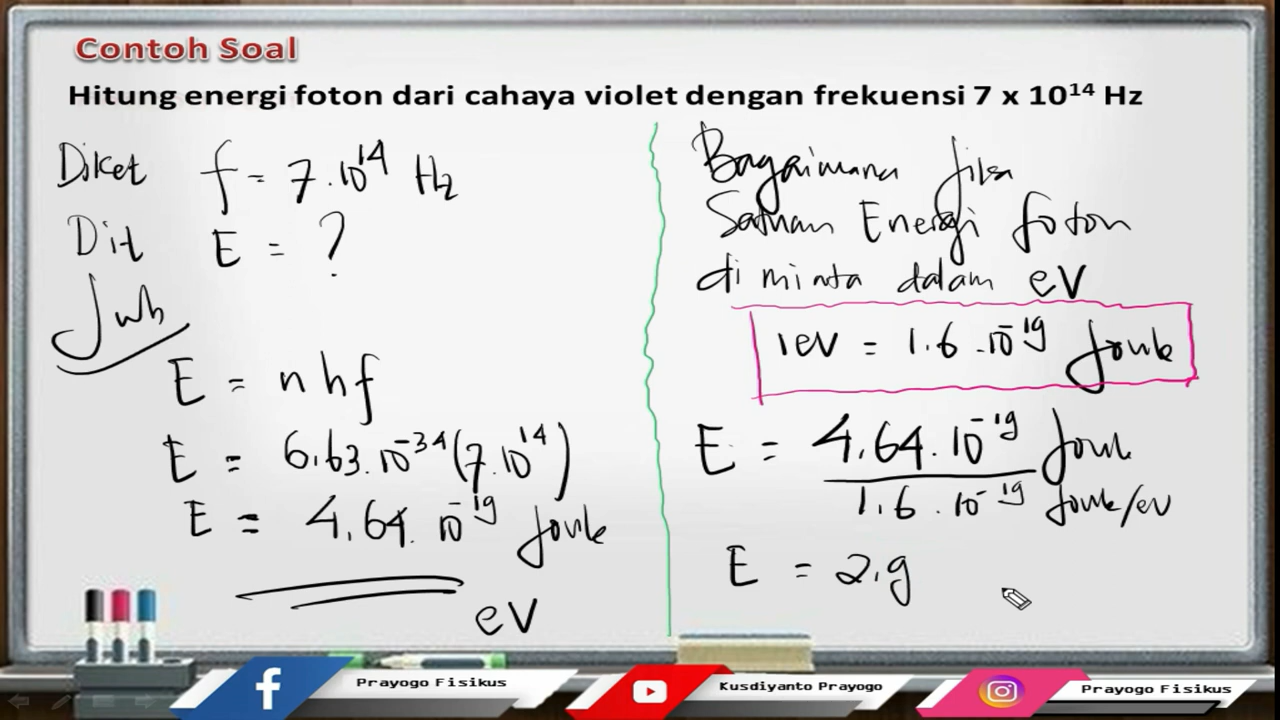 Contoh Soal
Hitung energi foton dari cahaya violet dengan frekuensi 7 x 10¹⁴ Hz
Diket f = 7.10¹⁴ Hz
Dit E = ?
Jwb
E = n h f
E = 6,63.10⁻³⁴(7.10¹⁴)
E = 4,64.10⁻¹⁹ Joule
eV
Bagaimana jika
Satuan Energi foton
di minta dalam eV
1eV = 1.6.10⁻¹⁹ Joule
E = 4,64.10⁻¹⁹ Joule
1.6.10⁻¹⁹ Joule/eV
E = 2,9
Prayogo Fisikus
Kusdiyanto Prayogo
Prayogo Fisikus